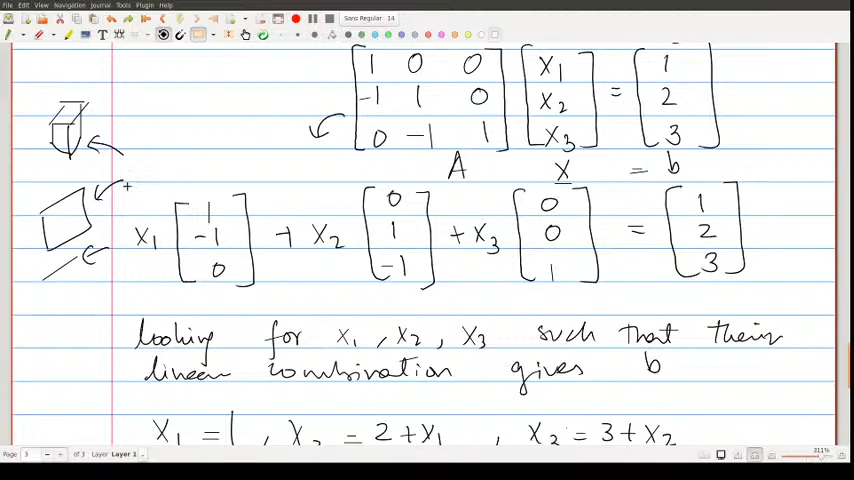 File Edit View Navigation Journal Tools Plugin Help
Sans Regular 14
[1 0 0] [x1] = [1]
[-1 1 0] [x2] [2]
[0 -1 1] [x3] [3]
A x = b
x1 [1 -1 0] + x2 [0 1 -1] + x3 [0 0 1] = [1 2 3]
looking for x1, x2, x3 such that their
linear combination gives b
x1 = 1, x2 = 2 + x1, x2 = 3 + x2
Page 3 of 3 Layer Layer 1 311%